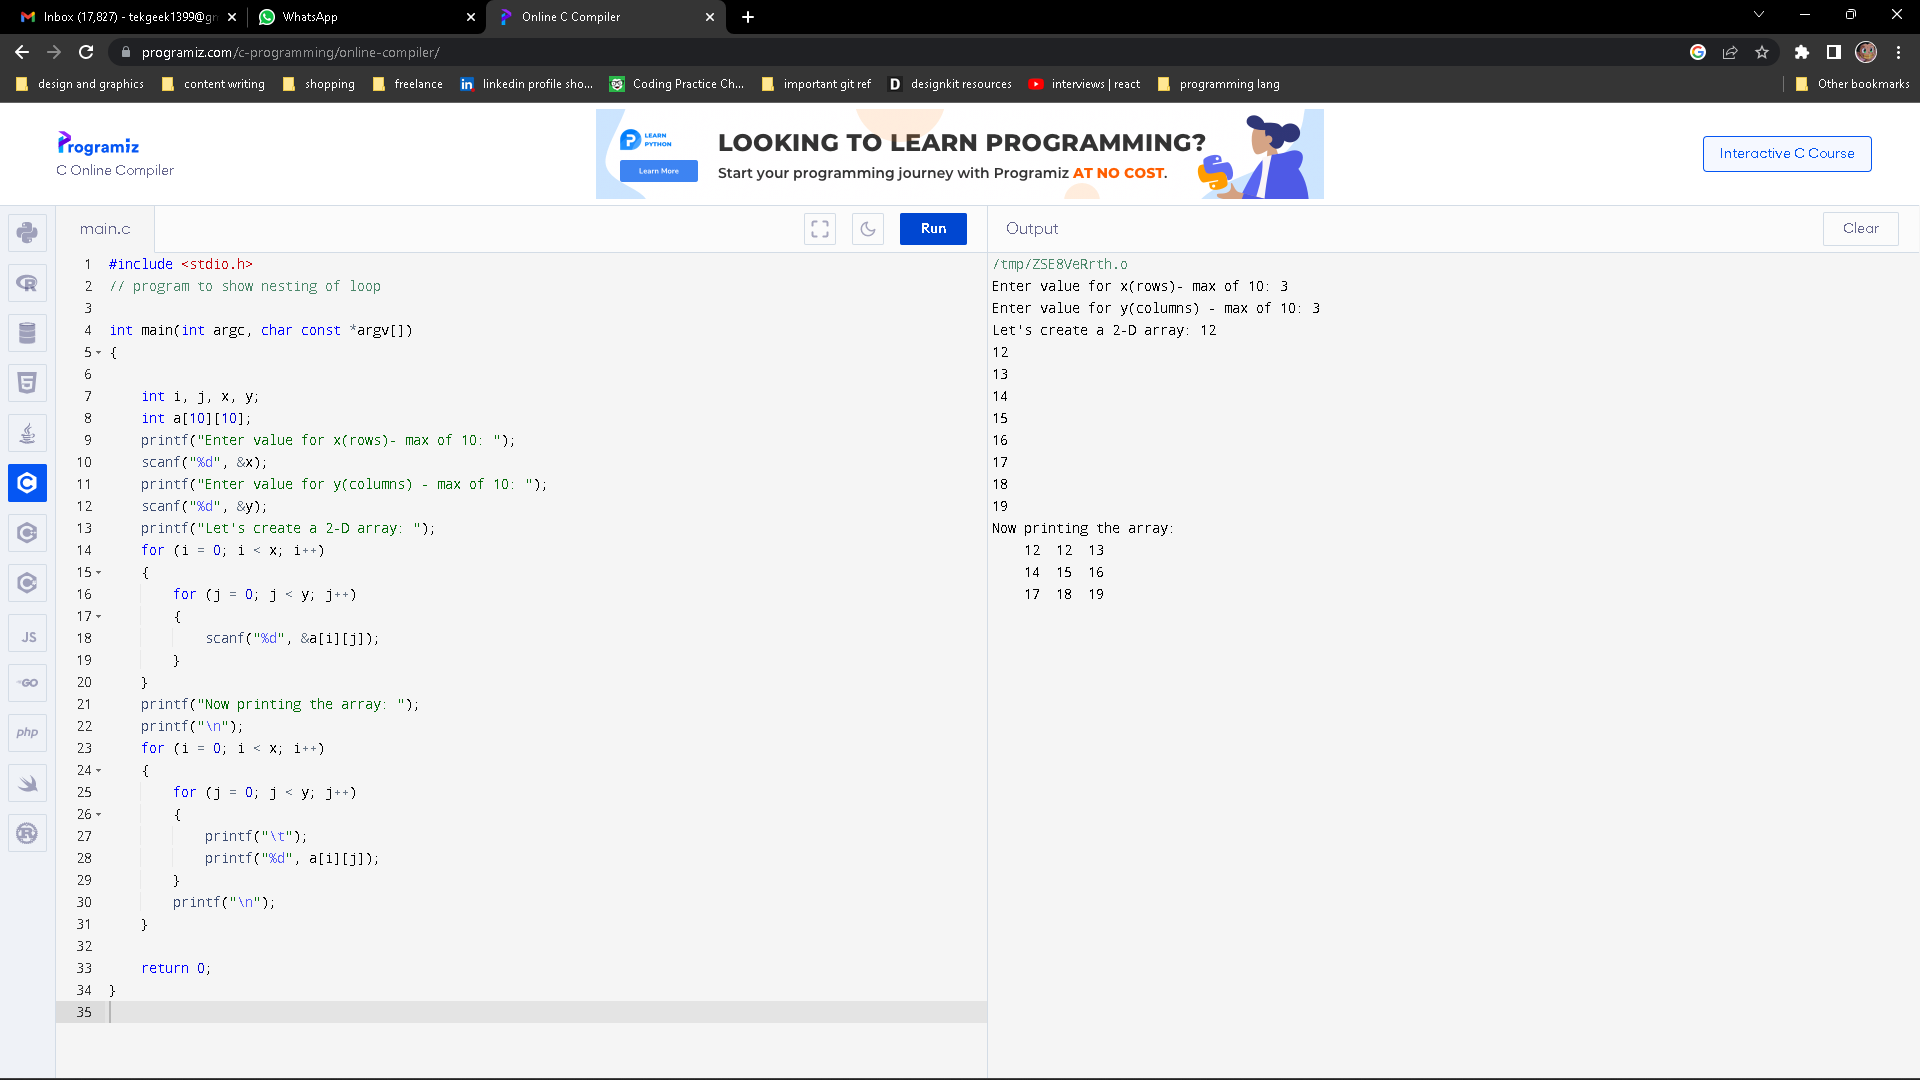 Inbox (17,827) - tekgeek1399@gm
WhatsApp
Online C Compiler
programiz.com/c-programming/online-compiler/
design and graphics
content writing
shopping
freelance
linkedin profile sho...
Coding Practice Ch...
important git ref
designkit resources
interviews | react
programming lang
Other bookmarks
Programiz
C Online Compiler
LEARN
PYTHON
Learn More
LOOKING TO LEARN PROGRAMMING?
Start your programming journey with Programiz AT NO COST.
Interactive C Course
main.c
Run
Output
Clear
1 #include <stdio.h>
2 // program to show nesting of loop
3
4 int main(int argc, char const *argv[])
5 {
6
7 int i, j, x, y;
8 int a[10][10];
9 printf("Enter value for x(rows)- max of 10: ");
10 scanf("%d", &x);
11 printf("Enter value for y(columns) - max of 10: ");
12 scanf("%d", &y);
13 printf("Let's create a 2-D array: ");
14 for (i = 0; i < x; i++)
15 {
16 for (j = 0; j < y; j++)
17 {
18 scanf("%d", &a[i][j]);
19 }
20 }
21 printf("Now printing the array: ");
22 printf("\n");
23 for (i = 0; i < x; i++)
24 {
25 for (j = 0; j < y; j++)
26 {
27 printf("\t");
28 printf("%d", a[i][j]);
29 }
30 printf("\n");
31 }
32
33 return 0;
34 }
35
/tmp/ZSE8VeRrth.o
Enter value for x(rows)- max of 10: 3
Enter value for y(columns) - max of 10: 3
Let's create a 2-D array: 12
12
13
14
15
16
17
18
19
Now printing the array:
12 12 13
14 15 16
17 18 19
JS
GO
php